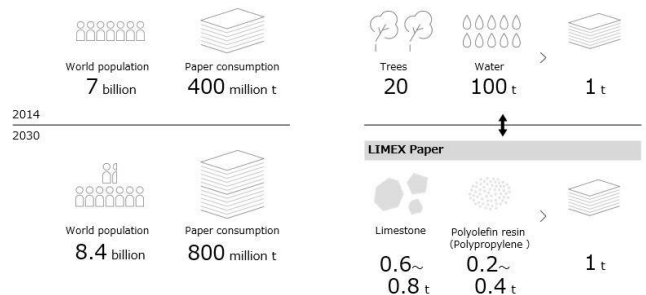 World population
7 billion
Paper consumption
400 million t
2014
2030
World population
8.4 billion
Paper consumption
800 million t
Trees
20
Water
100 t
>
1 t
LIMEX Paper
Limestone
0.6~
0.8 t
Polyolefin resin
(Polypropylene )
0.2~
0.4 t
>
1 t